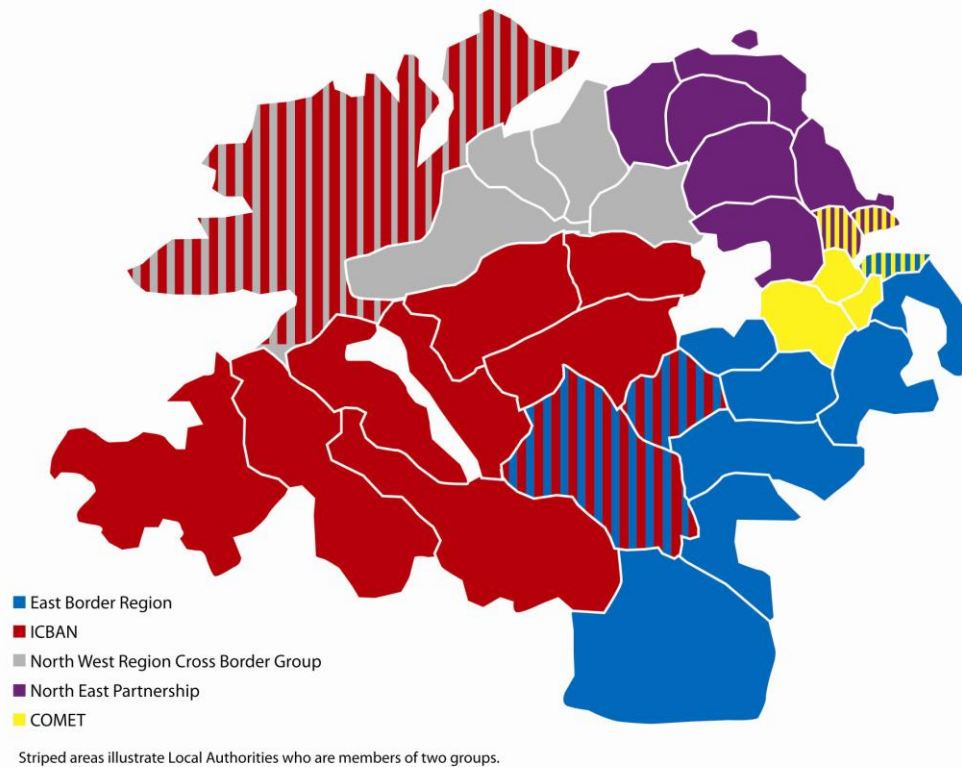 East Border Region
ICBAN
North West Region Cross Border Group
North East Partnership
COMET
Striped areas illustrate Local Authorities who are members of two groups.